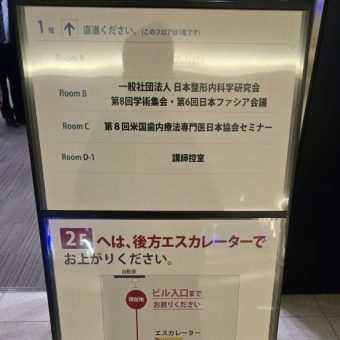 1階 ↑ 直進ください。(このフロアは1階です)
Room A
Room B 一般社団法人 日本整形内科学研究会
第8回学術集会・第6回日本ファシア会議
Room C 第8回米国歯内療法専門医日本協会セミナー
Room D-1 講師控室
2F へは、後方エスカレーターで
お上がりください。
自動扉
現在地 ビル入口まで
お戻りください
エスカレーター